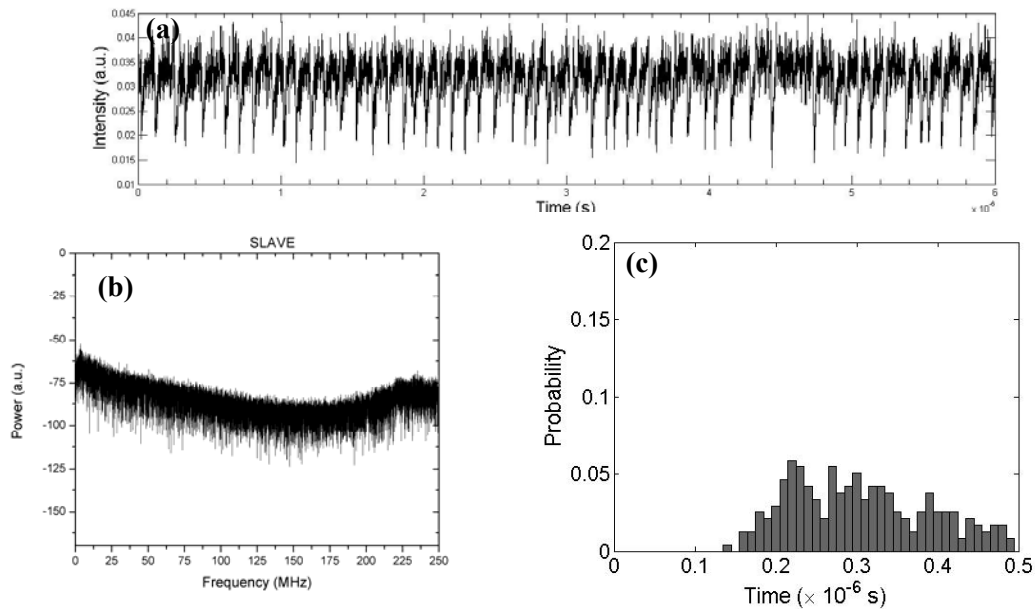 (a)
Intensity (a.u.)
0.045
0.04
0.035
0.03
0.025
0.02
0.015
0.01
0 1 2 3 4 5 6
Time (s)
× 10⁻⁶
SLAVE
(b)
Power (a.u.)
0
-25
-50
-75
-100
-125
-150
0 25 50 75 100 125 150 175 200 225 250
Frequency (MHz)
(c)
Probability
0.2
0.15
0.1
0.05
0
0 0.1 0.2 0.3 0.4 0.5
Time (× 10⁻⁶ s)